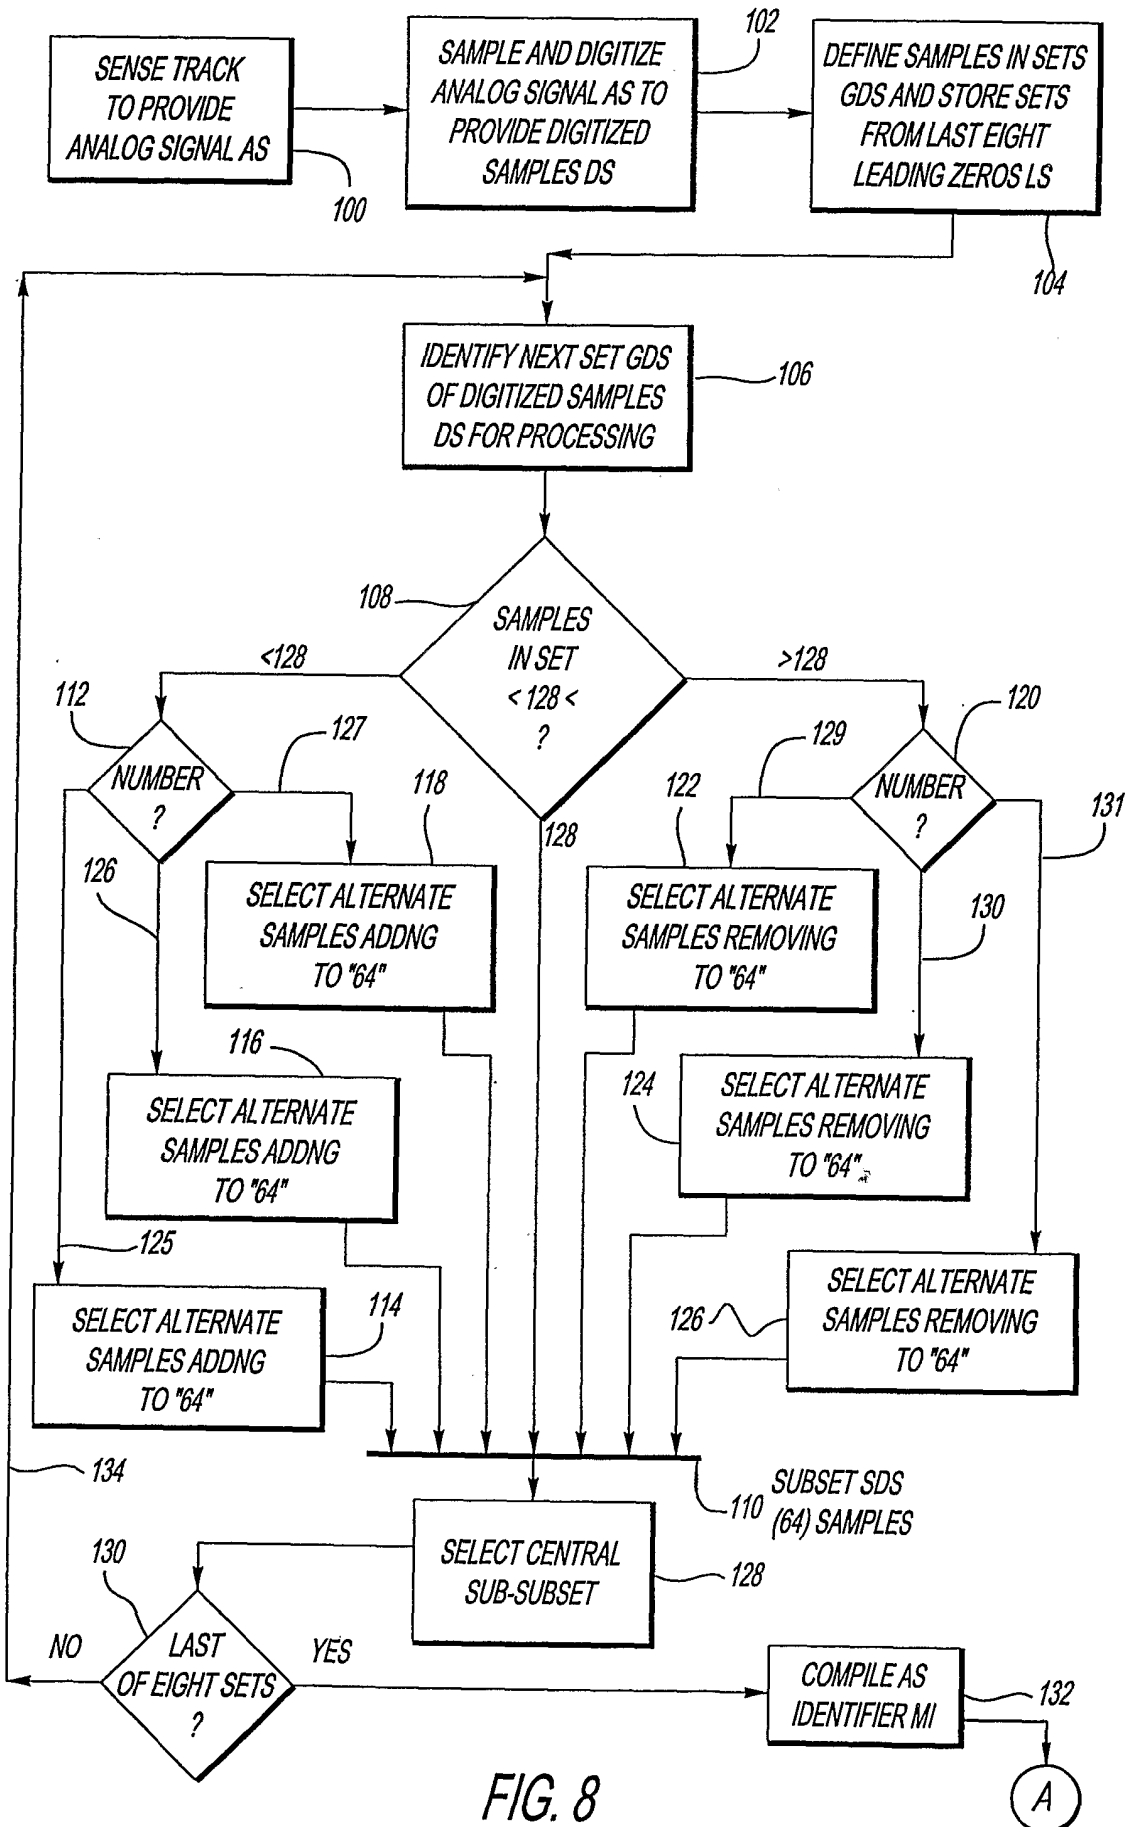 SENSE TRACK
TO PROVIDE
ANALOG SIGNAL AS
100
SAMPLE AND DIGITIZE
ANALOG SIGNAL AS TO
PROVIDE DIGITIZED
SAMPLES DS
102
DEFINE SAMPLES IN SETS
GDS AND STORE SETS
FROM LAST EIGHT
LEADING ZEROS LS
104
IDENTIFY NEXT SET GDS
OF DIGITIZED SAMPLES
DS FOR PROCESSING
106
108
SAMPLES
IN SET
< 128 <
?
<128
>128
128
112
NUMBER
?
127
126
125
118
SELECT ALTERNATE
SAMPLES ADDNG
TO "64"
116
SELECT ALTERNATE
SAMPLES ADDNG
TO "64"
SELECT ALTERNATE
SAMPLES ADDNG
TO "64"
114
120
NUMBER
?
129
130
131
122
SELECT ALTERNATE
SAMPLES REMOVING
TO "64"
124
SELECT ALTERNATE
SAMPLES REMOVING
TO "64"
126
SELECT ALTERNATE
SAMPLES REMOVING
TO "64"
110
SUBSET SDS
(64) SAMPLES
SELECT CENTRAL
SUB-SUBSET
128
134
130
LAST
OF EIGHT SETS
?
NO
YES
COMPILE AS
IDENTIFIER MI
132
A
FIG. 8